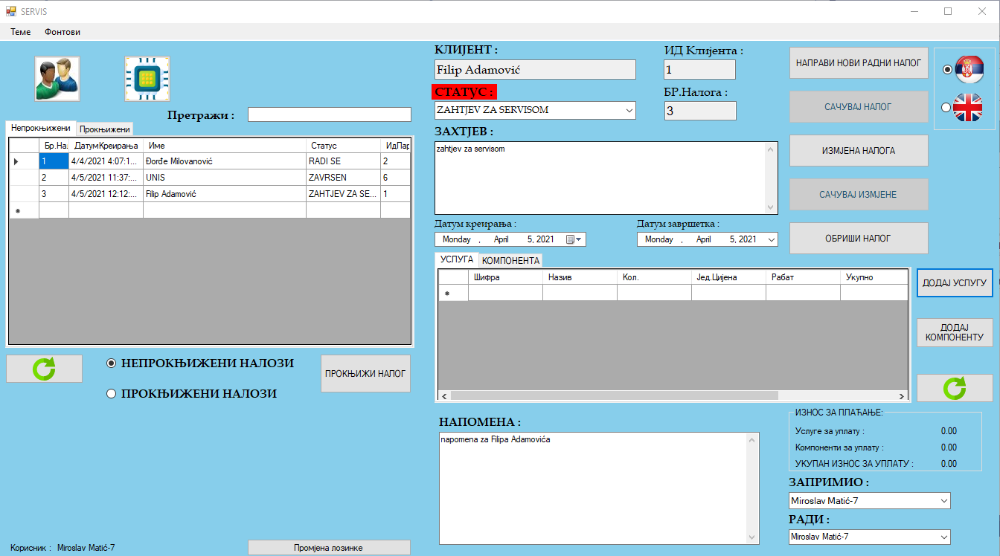 SERVIS
Теме Фонтови
Претражи :
Непрокњижени Прокњижени
Бр.На. ДатумКреирања Име Статус ИдПар
1 4/4/2021 4:07:1... Đorđe Milovanović RADI SE 2
2 4/5/2021 11:37:... UNIS ZAVRSEN 6
3 4/5/2021 12:12:... Filip Adamović ZAHTJEV ZA SE... 1
НЕПРОКЊИЖЕНИ НАЛОЗИ
ПРОКЊИЖЕНИ НАЛОЗИ
ПРОКЊИЖИ НАЛОГ
Корисник : Miroslav Matić-7
Промјена лозинке
КЛИЈЕНТ :
Filip Adamović
ИД Клијента :
1
СТАТУС :
ZAHTJEV ZA SERVISOM
БР.Налога :
3
ЗАХТЈЕВ :
zahtjev za servisom
Датум креирања :
Monday , April 5, 2021
Датум завршетка :
Monday , April 5, 2021
НАПРАВИ НОВИ РАДНИ НАЛОГ
САЧУВАЈ НАЛОГ
ИЗМЈЕНА НАЛОГА
САЧУВАЈ ИЗМЈЕНЕ
ОБРИШИ НАЛОГ
УСЛУГА КОМПОНЕНТА
Шифра Назив Кол. Јед.Цијена Рабат Укупно
ДОДАЈ УСЛУГУ
ДОДАЈ
КОМПОНЕНТУ
НАПОМЕНА :
napomena za Filipa Adamovića
ИЗНОС ЗА ПЛАЋАЊЕ:
Услуге за уплату : 0.00
Компоненти за уплату : 0.00
УКУПАН ИЗНОС ЗА УПЛАТУ : 0.00
ЗАПРИМИО :
Miroslav Matić-7
РАДИ :
Miroslav Matić-7